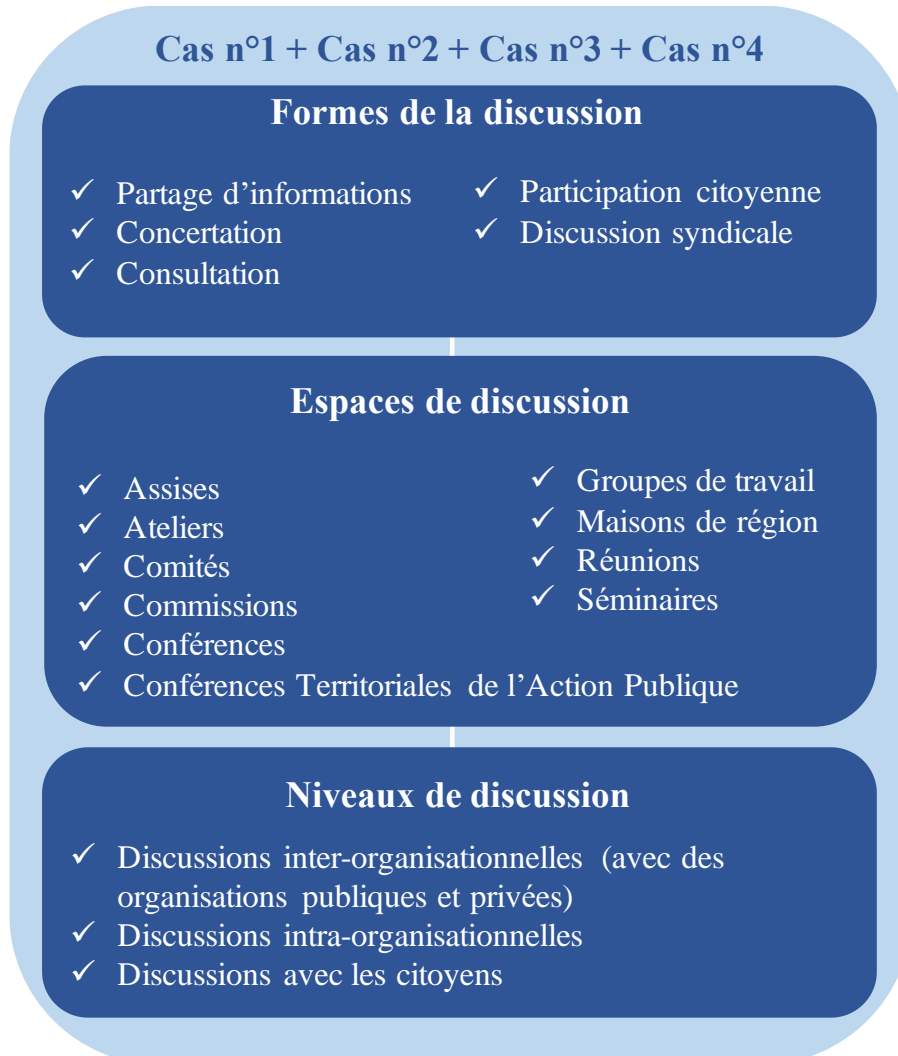 Cas n°1 + Cas n°2 + Cas n°3 + Cas n°4
Formes de la discussion
✓ Partage d'informations
✓ Concertation
✓ Consultation
✓ Participation citoyenne
✓ Discussion syndicale
Espaces de discussion
✓ Assises
✓ Ateliers
✓ Comités
✓ Commissions
✓ Conférences
✓ Conférences Territoriales de l'Action Publique
✓ Groupes de travail
✓ Maisons de région
✓ Réunions
✓ Séminaires
Niveaux de discussion
✓ Discussions inter-organisationnelles (avec des
organisations publiques et privées)
✓ Discussions intra-organisationnelles
✓ Discussions avec les citoyens